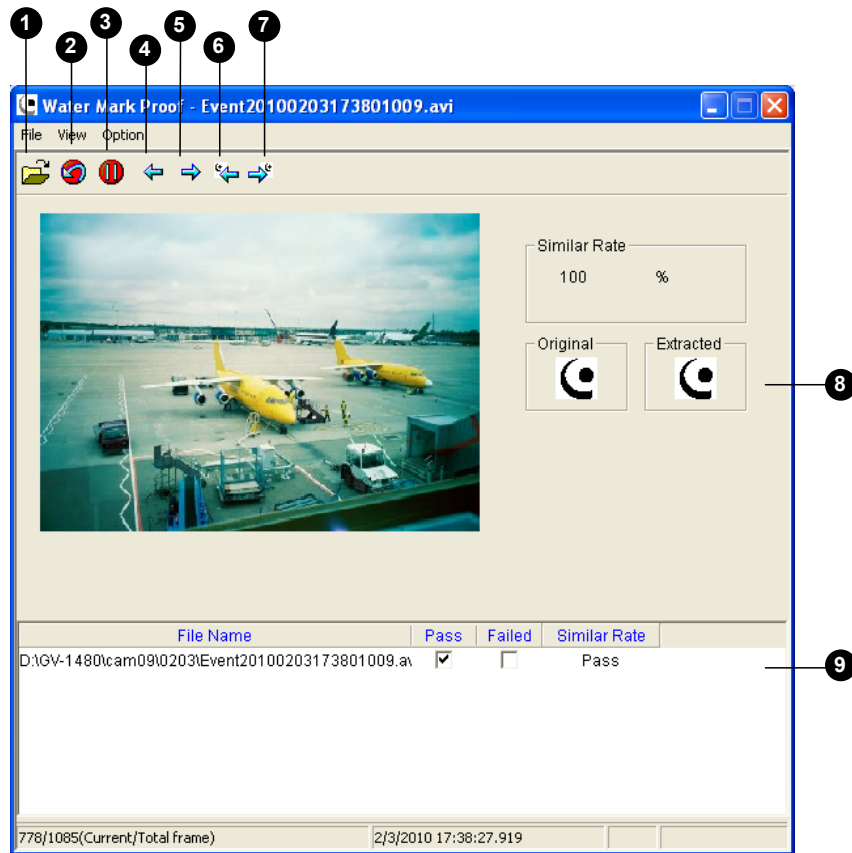 1
2
3
4
5
6
7
Water Mark Proof - Event20100203173801009.avi
File View Option
Similar Rate
100 %
Original Extracted
8
File Name Pass Failed Similar Rate
D:\GV-1480\cam09\0203\Event20100203173801009.av Pass
9
778/1085(Current/Total frame) 2/3/2010 17:38:27.919